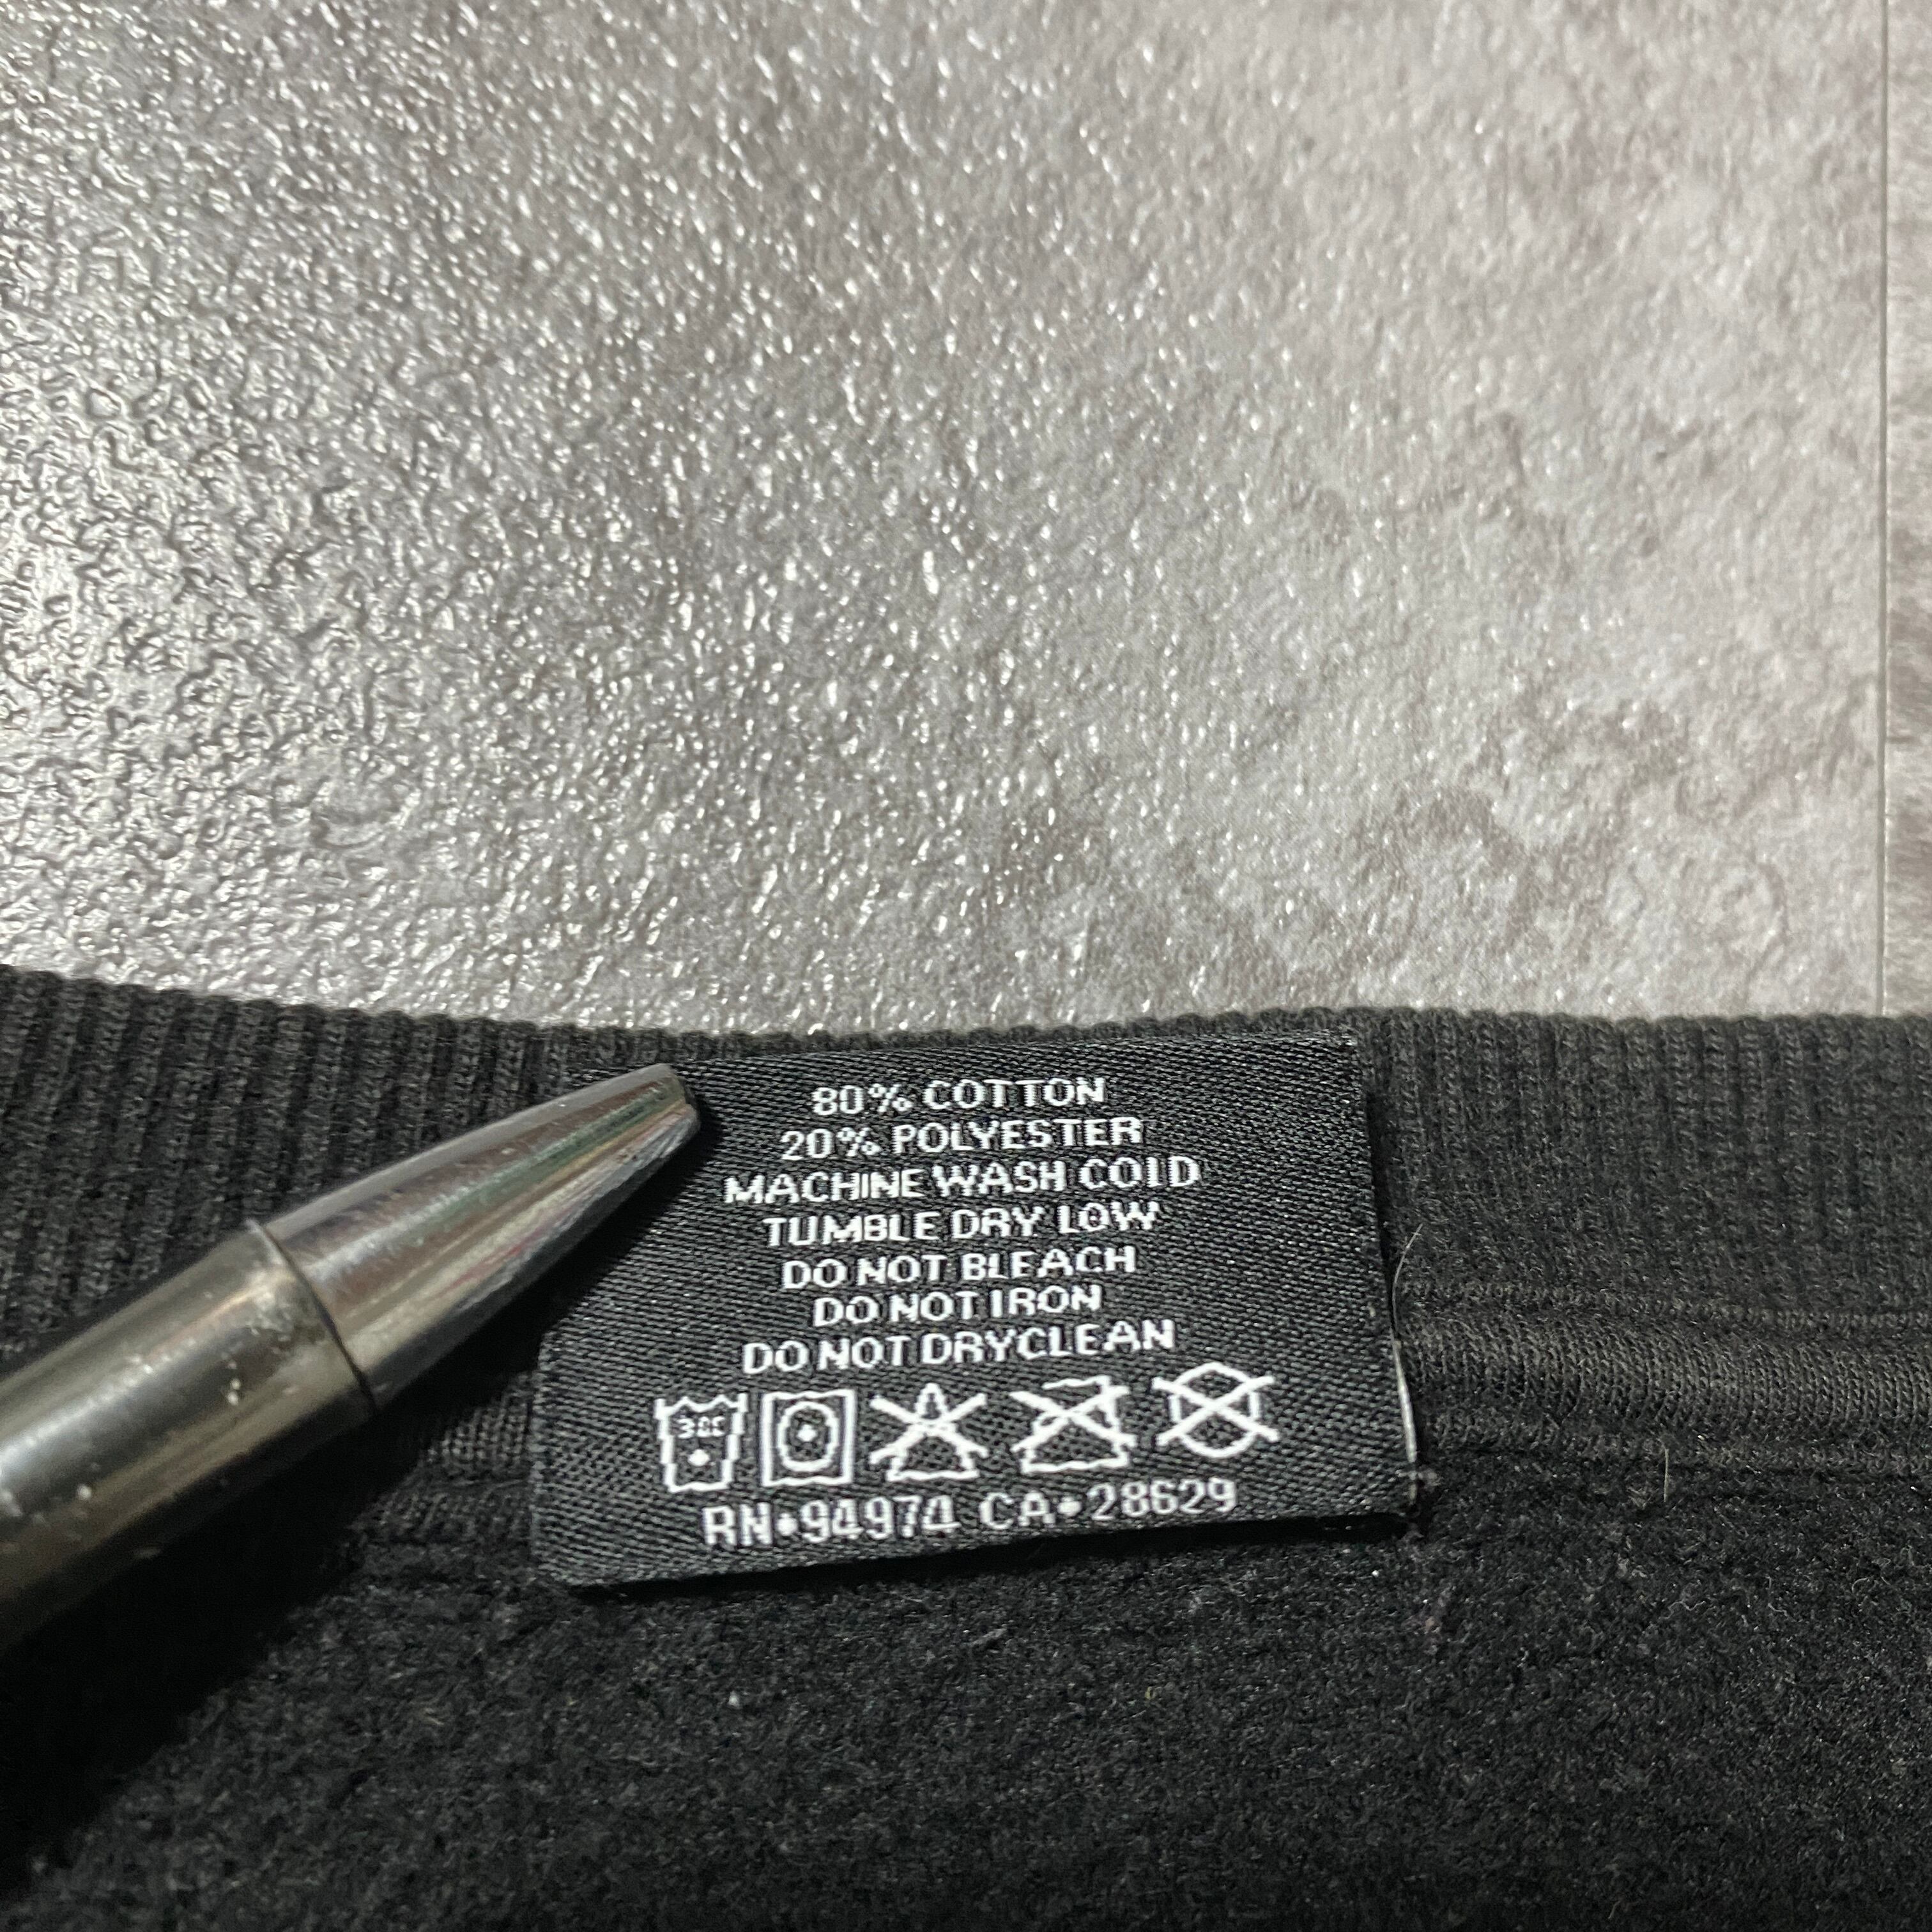 80% COTTON
20% POLYESTER
MACHINE WASH COLD
TUMBLE DRY LOW
DO NOT BLEACH
DO NOT IRON
DO NOT DRYCLEAN
RN•94974 CA•28629